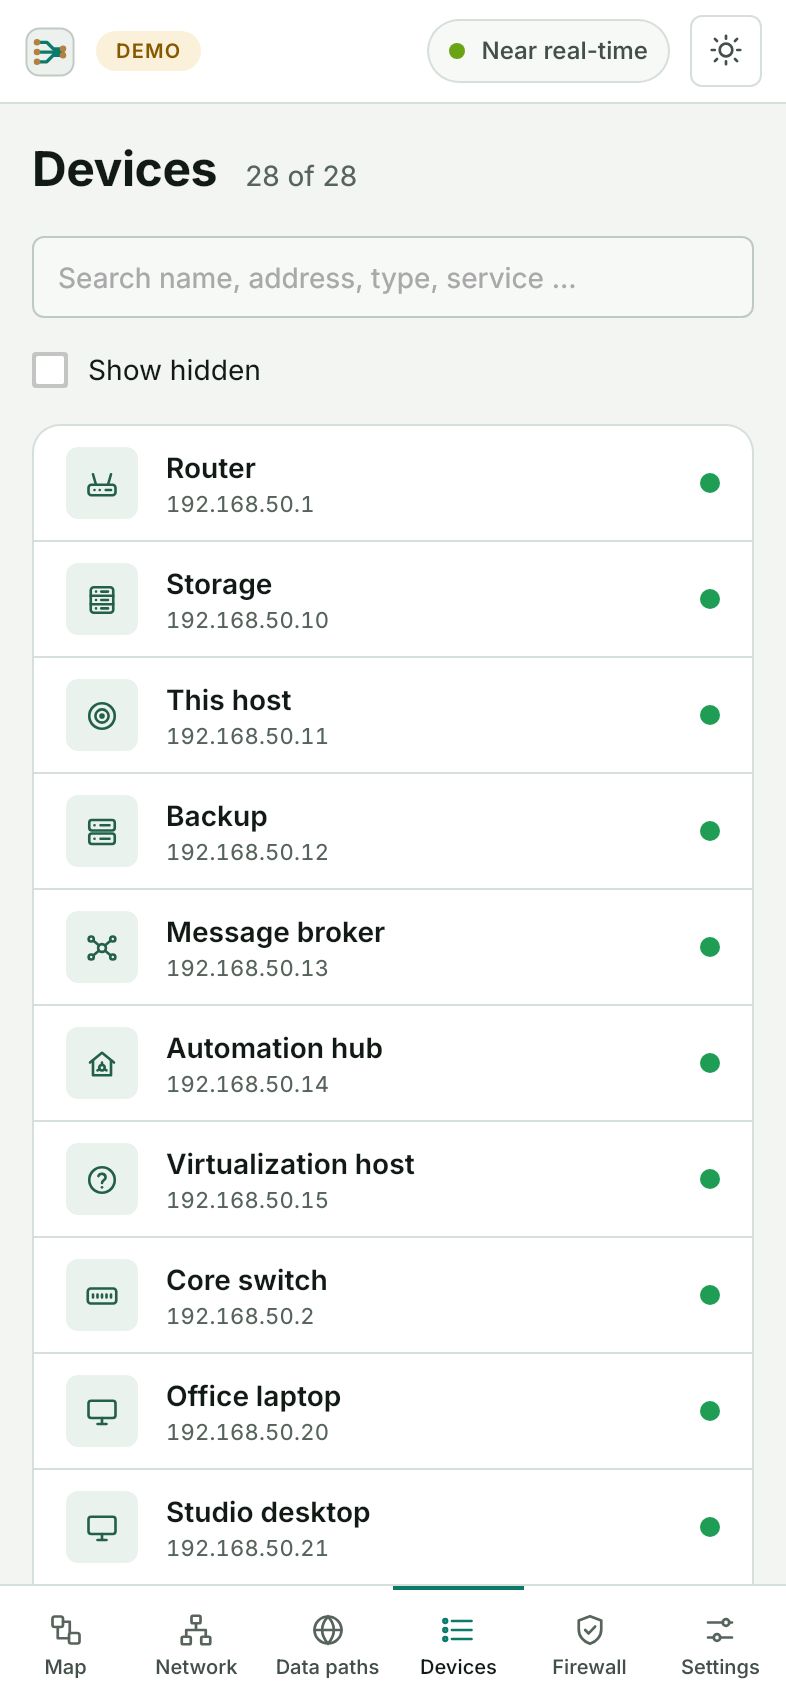 DEMO
Near real-time
Devices 28 of 28
Search name, address, type, service ...
Show hidden
Router
192.168.50.1
Storage
192.168.50.10
This host
192.168.50.11
Backup
192.168.50.12
Message broker
192.168.50.13
Automation hub
192.168.50.14
Virtualization host
192.168.50.15
Core switch
192.168.50.2
Office laptop
192.168.50.20
Studio desktop
192.168.50.21
Map Network Data paths Devices Firewall Settings